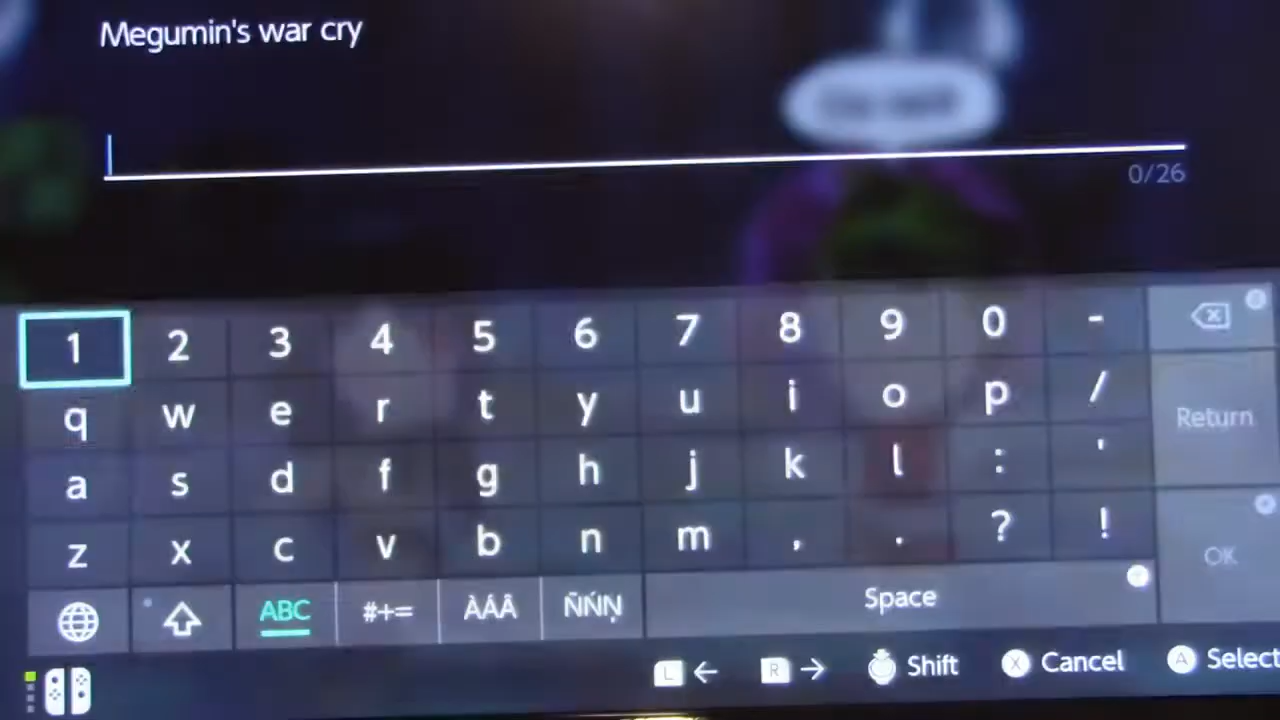 Megumin's war cry
0/26
1 2 3 4 5 6 7 8 9 0 -
q w e r t y u i o p /
Return
a s d f g h j k l : '
z x c v b n m , . ? !
OK
ABC #+= ÀÁÂ ÑŃŅ Space
L ← R → Shift X Cancel A Select